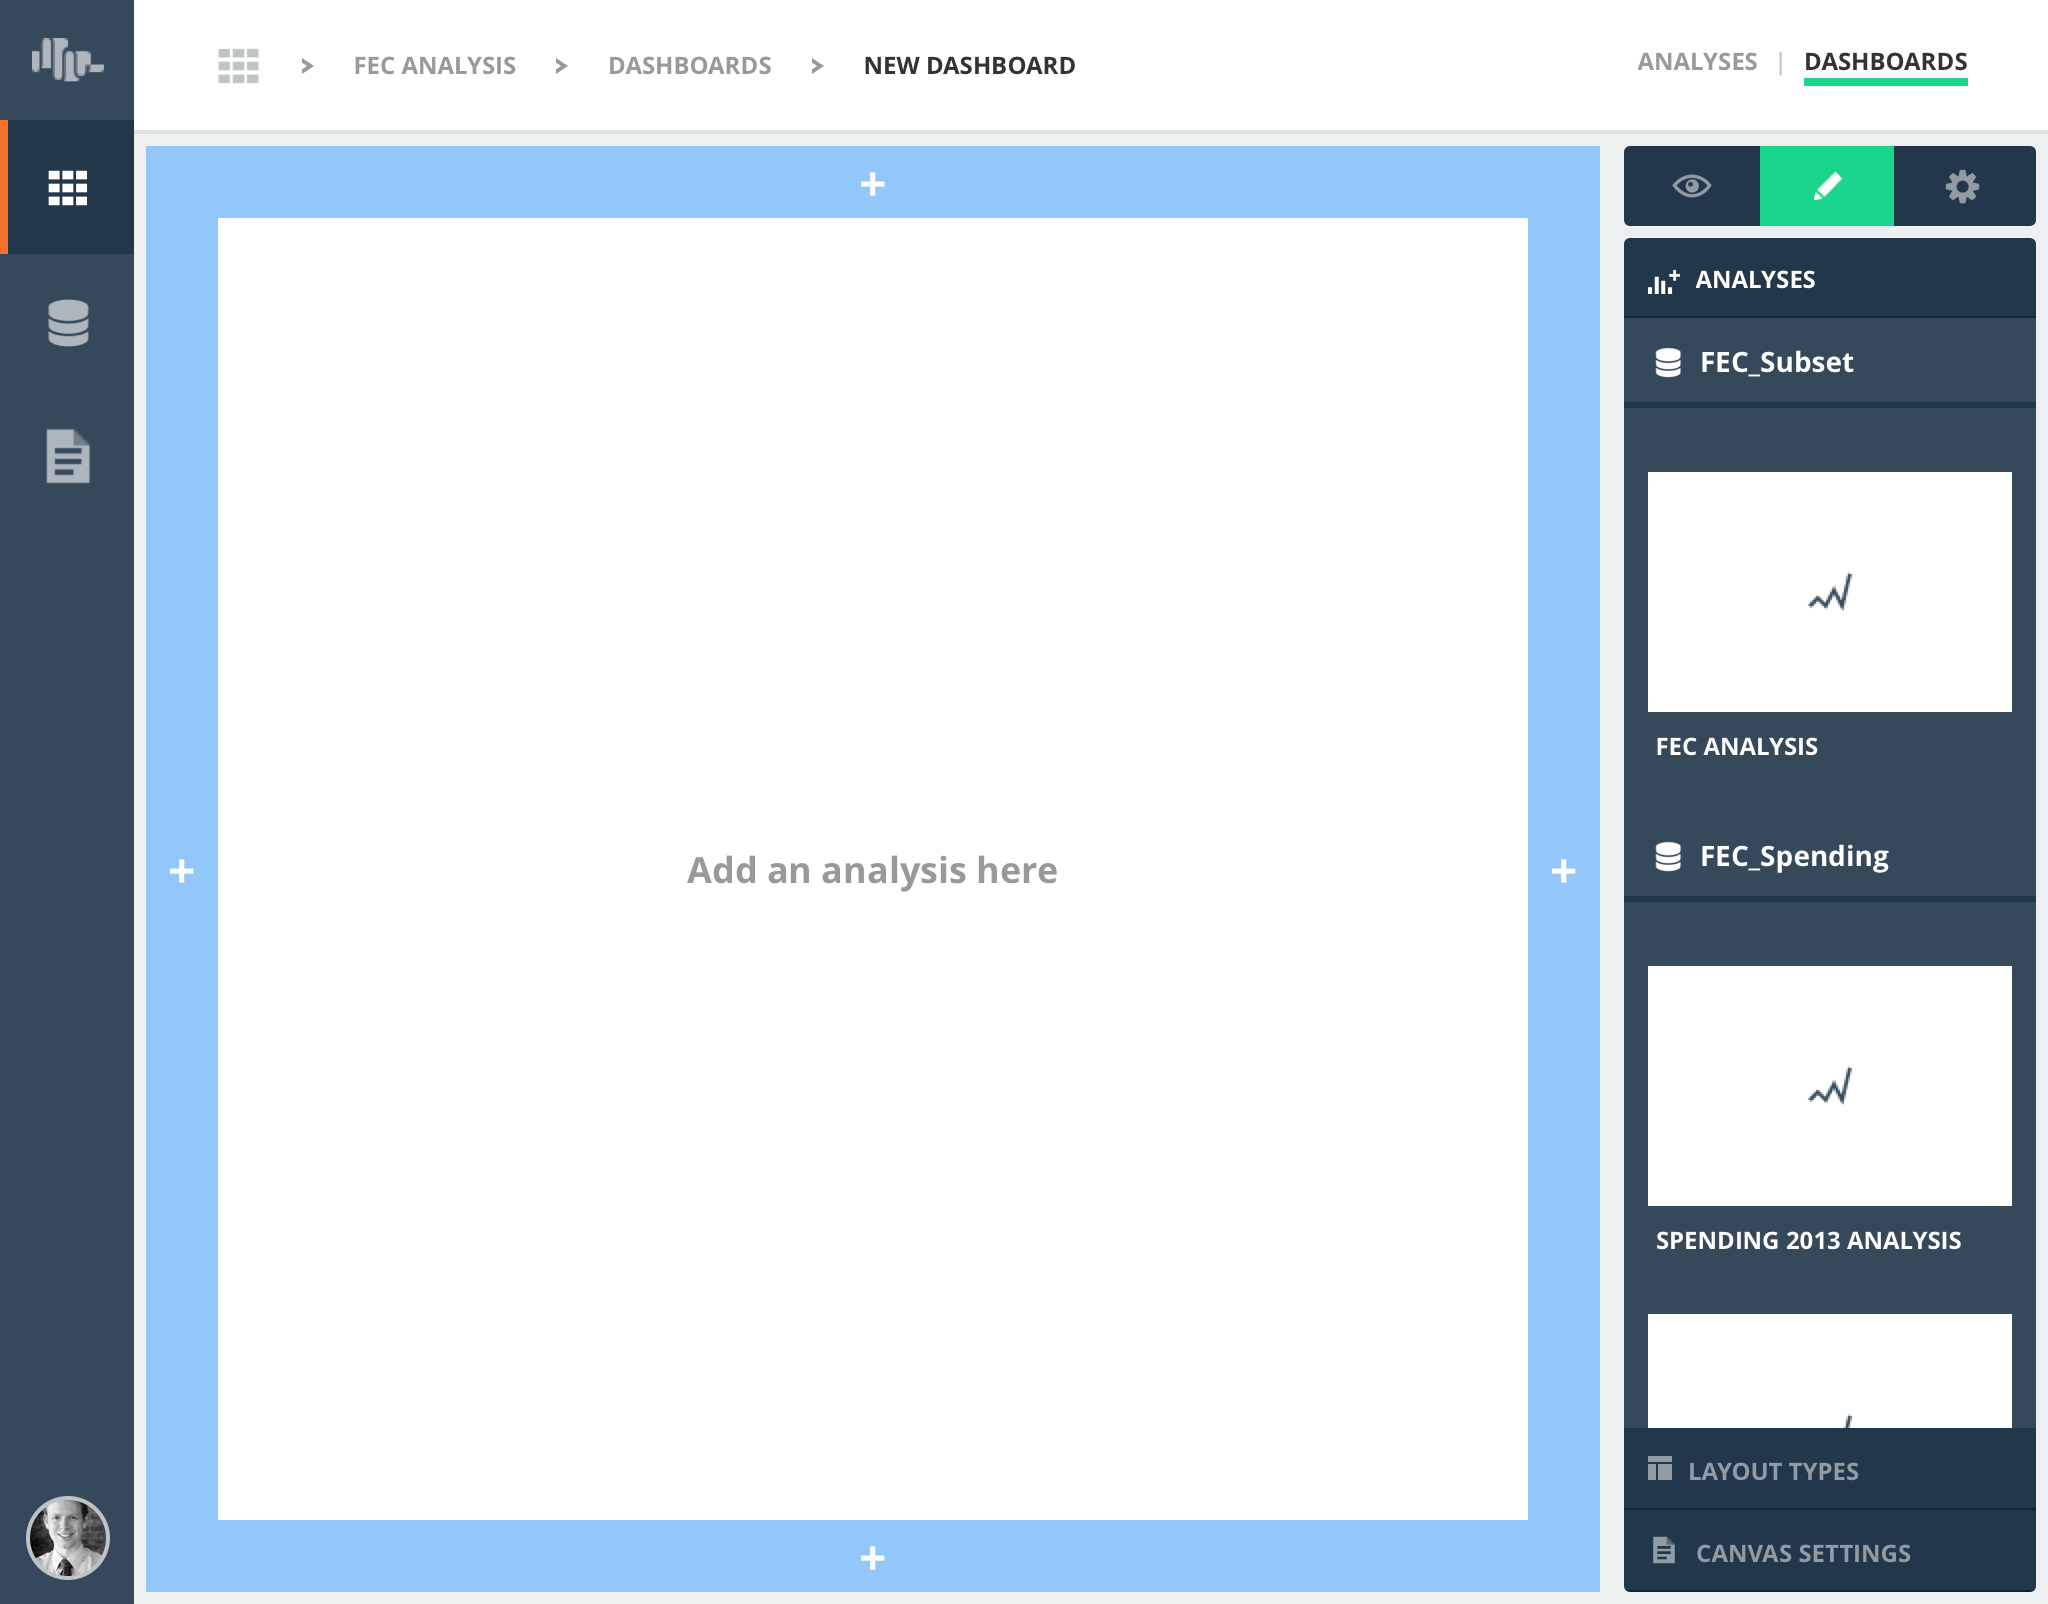 > FEC ANALYSIS > DASHBOARDS > NEW DASHBOARD
ANALYSES | DASHBOARDS
+
+
Add an analysis here
+
+
ANALYSES
FEC_Subset
FEC ANALYSIS
FEC_Spending
SPENDING 2013 ANALYSIS
LAYOUT TYPES
CANVAS SETTINGS